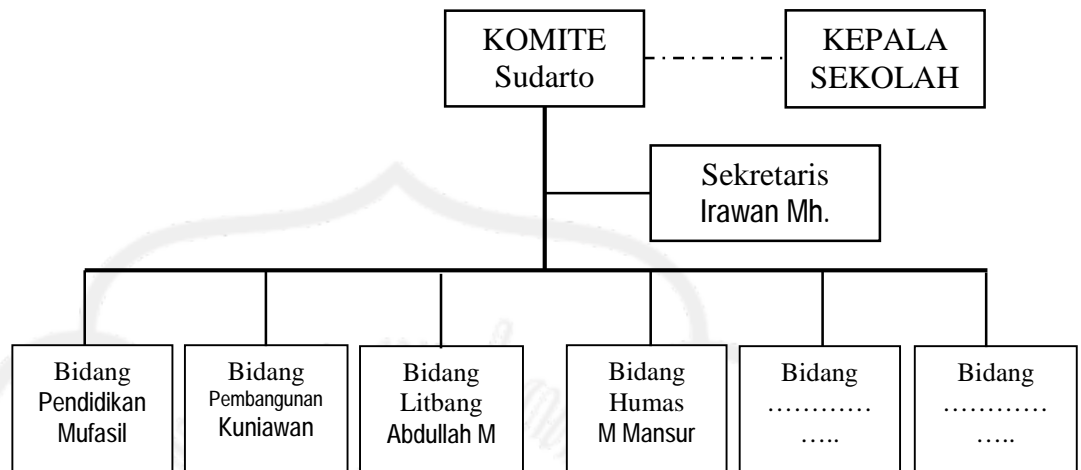 KOMITE
Sudarto
KEPALA
SEKOLAH
Sekretaris
Irawan Mh.
Bidang
Pendidikan
Mufasil
Bidang
Pembangunan
Kuniawan
Bidang
Litbang
Abdullah M
Bidang
Humas
M Mansur
Bidang
…………
…..
Bidang
…………
…..